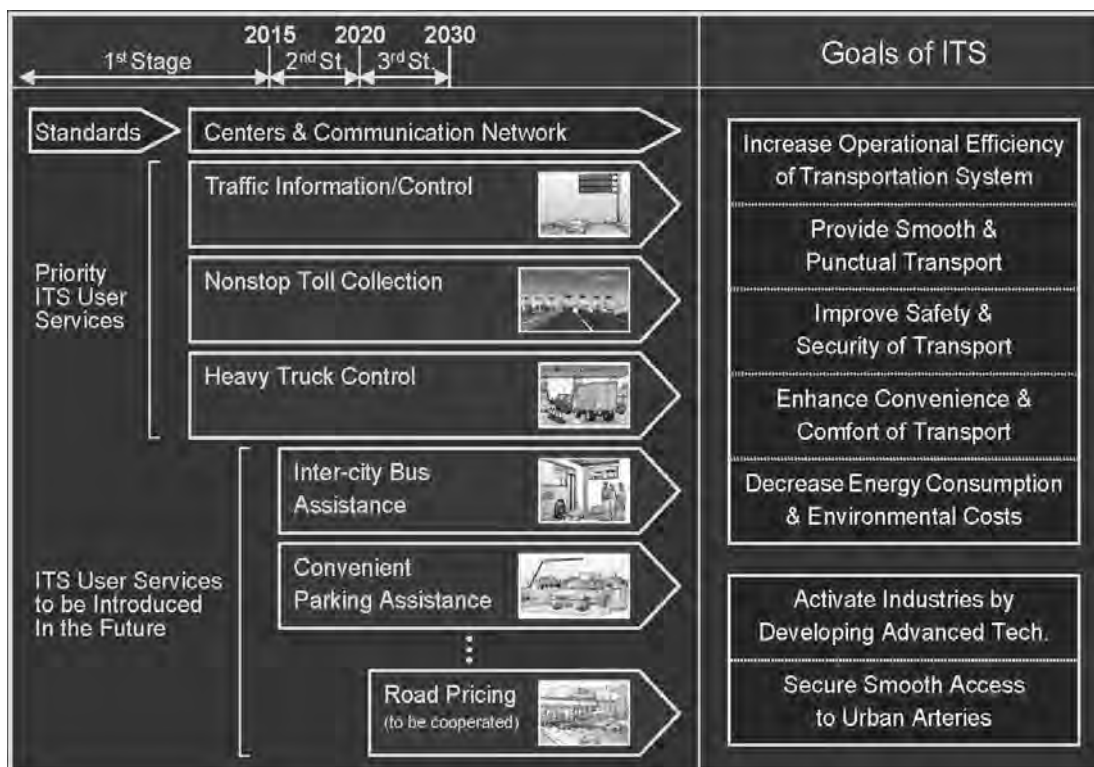 2015 2020 2030
1st Stage 2nd St. 3rd St.
Goals of ITS
Standards
Centers & Communication Network
Priority
ITS User
Services
Traffic Information/Control
Nonstop Toll Collection
Heavy Truck Control
ITS User Services
to be Introduced
In the Future
Inter-city Bus
Assistance
Convenient
Parking Assistance
Road Pricing
(to be cooperated)
Increase Operational Efficiency
of Transportation System
Provide Smooth &
Punctual Transport
Improve Safety &
Security of Transport
Enhance Convenience &
Comfort of Transport
Decrease Energy Consumption
& Environmental Costs
Activate Industries by
Developing Advanced Tech.
Secure Smooth Access
to Urban Arteries